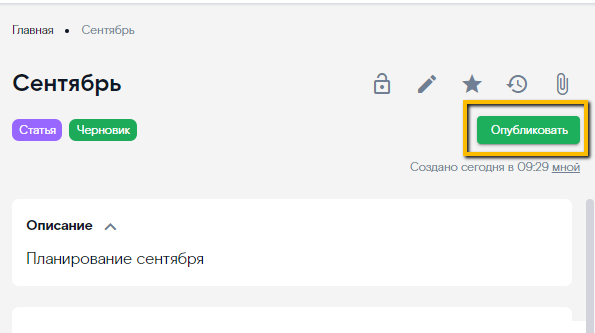 Главная • Сентябрь
Сентябрь
Статья Черновик
Опубликовать
Создано сегодня в 09:29 мной
Описание
Планирование сентября